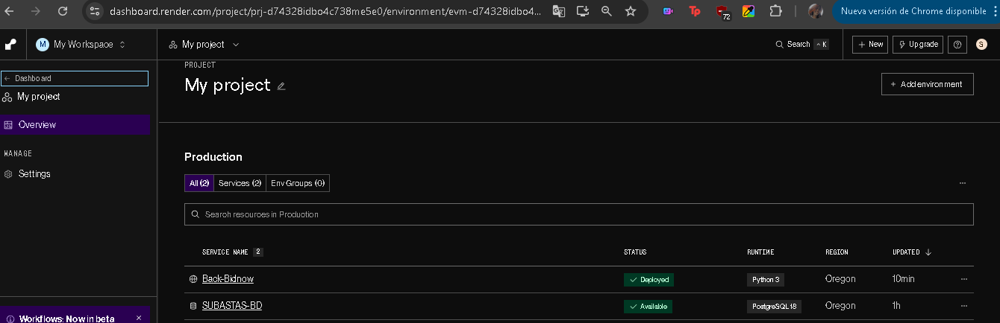 dashboard.render.com/project/prj-d74328idbo4c738me5e0/environment/evm-d74328idbo4...
72
Nueva versión de Chrome disponible
M My Workspace
My project
Search ^ K
+ New
Upgrade
S
← Dashboard
My project
Overview
MANAGE
Settings
PROJECT
My project
+ Add environment
Production
All (2) Services (2) Env Groups (0)
...
Search resources in Production
SERVICE NAME 2 STATUS RUNTIME REGION UPDATED ↓
Back-Bidnow ✓ Deployed Python 3 Oregon 10min ...
SUBASTAS-BD ✓ Available PostgreSQL 18 Oregon 1h ...
Workflows: Now in beta ×